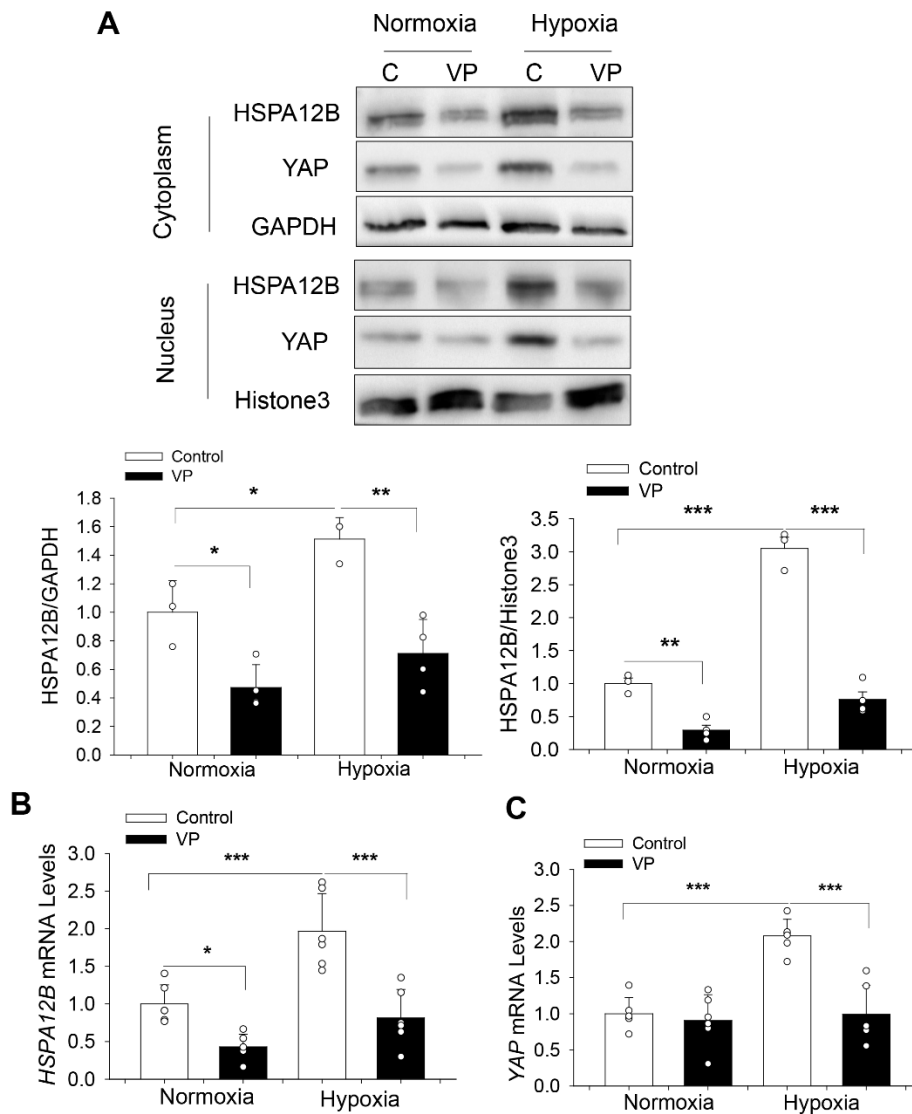 A
Normoxia Hypoxia
C VP C VP
Cytoplasm
HSPA12B
YAP
GAPDH
Nucleus
HSPA12B
YAP
Histone3
Control
VP
HSPA12B/GAPDH
1.8
1.6
1.4
1.2
1.0
0.8
0.6
0.4
0.2
0.0
* **
*
Normoxia Hypoxia
Control
VP
HSPA12B/Histone3
3.5
3.0
2.5
2.0
1.5
1.0
0.5
0.0
*** ***
**
Normoxia Hypoxia
B
Control
VP
HSPA12B mRNA Levels
3.0
2.5
2.0
1.5
1.0
0.5
0.0
*** ***
*
Normoxia Hypoxia
C
Control
VP
YAP mRNA Levels
3.0
2.5
2.0
1.5
1.0
0.5
0.0
*** ***
Normoxia Hypoxia